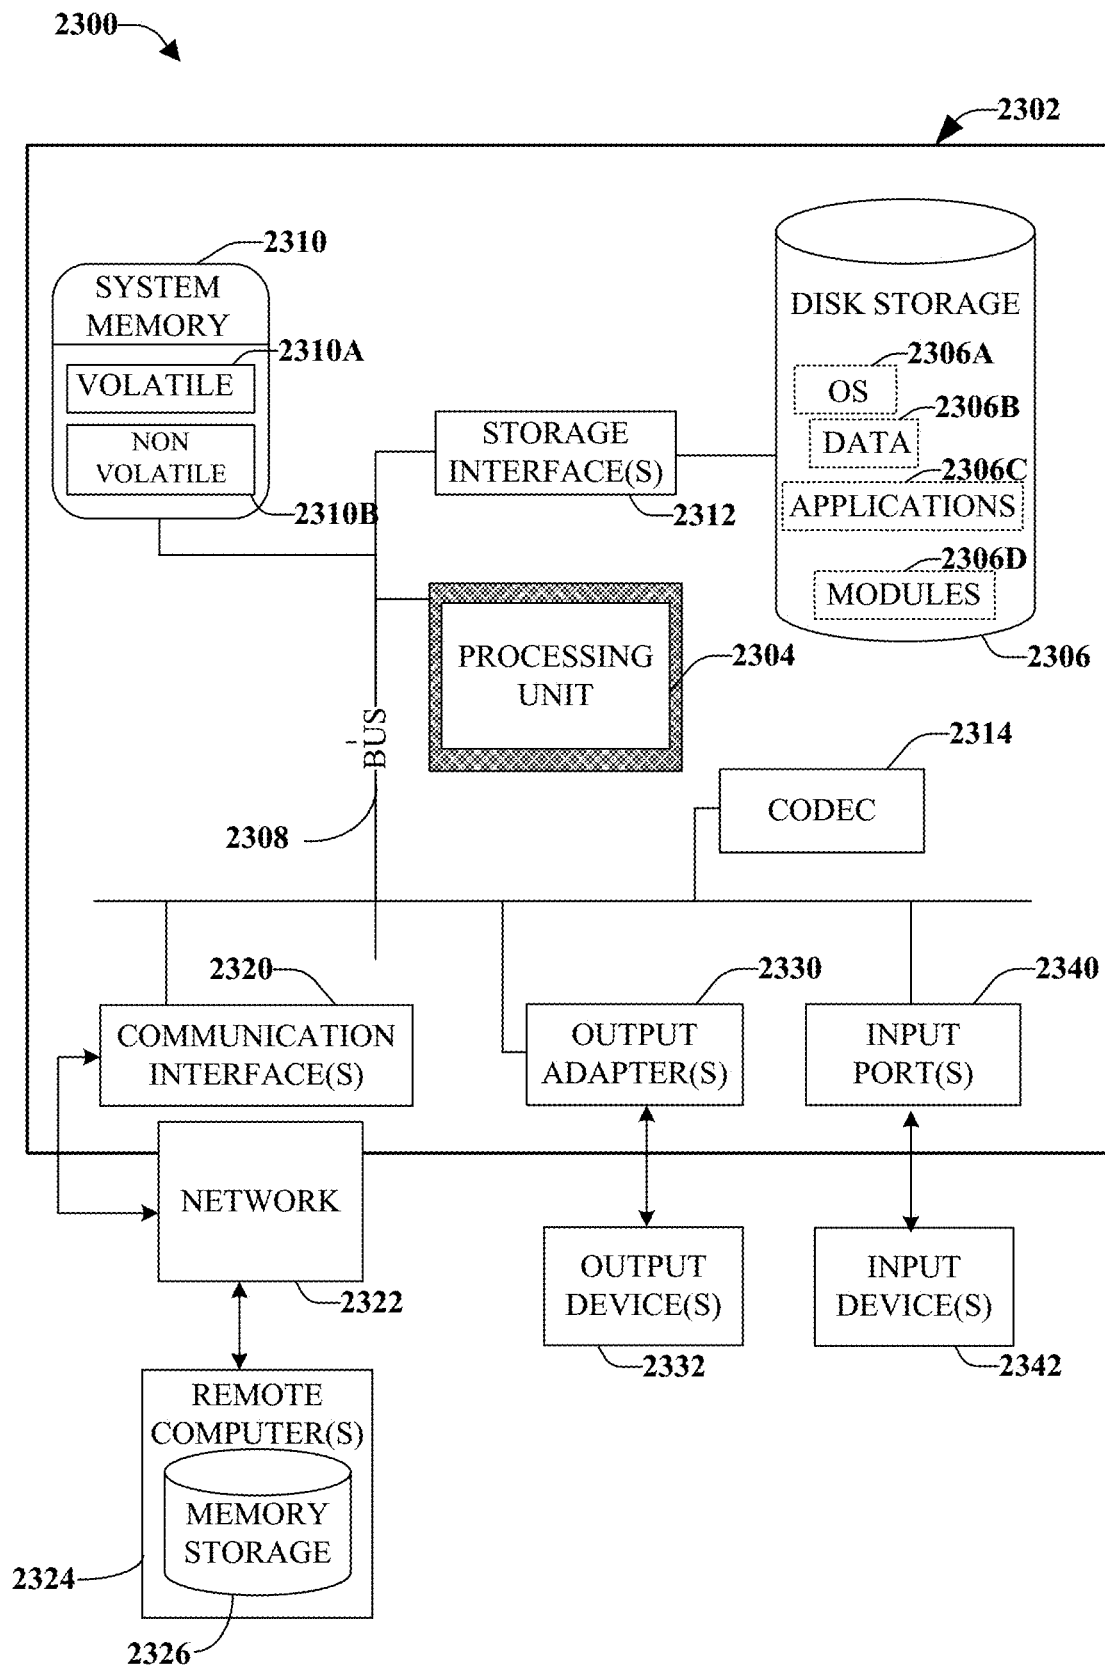 2300
2302
2310
SYSTEM
MEMORY
2310A
VOLATILE
NON
VOLATILE
2310B
DISK STORAGE
2306A
OS
2306B
DATA
2306C
APPLICATIONS
2306D
MODULES
2306
STORAGE
INTERFACE(S)
2312
PROCESSING
UNIT
2304
BUS
2308
2314
CODEC
2320
COMMUNICATION
INTERFACE(S)
2330
OUTPUT
ADAPTER(S)
2340
INPUT
PORT(S)
NETWORK
2322
OUTPUT
DEVICE(S)
2332
INPUT
DEVICE(S)
2342
REMOTE
COMPUTER(S)
MEMORY
STORAGE
2324
2326